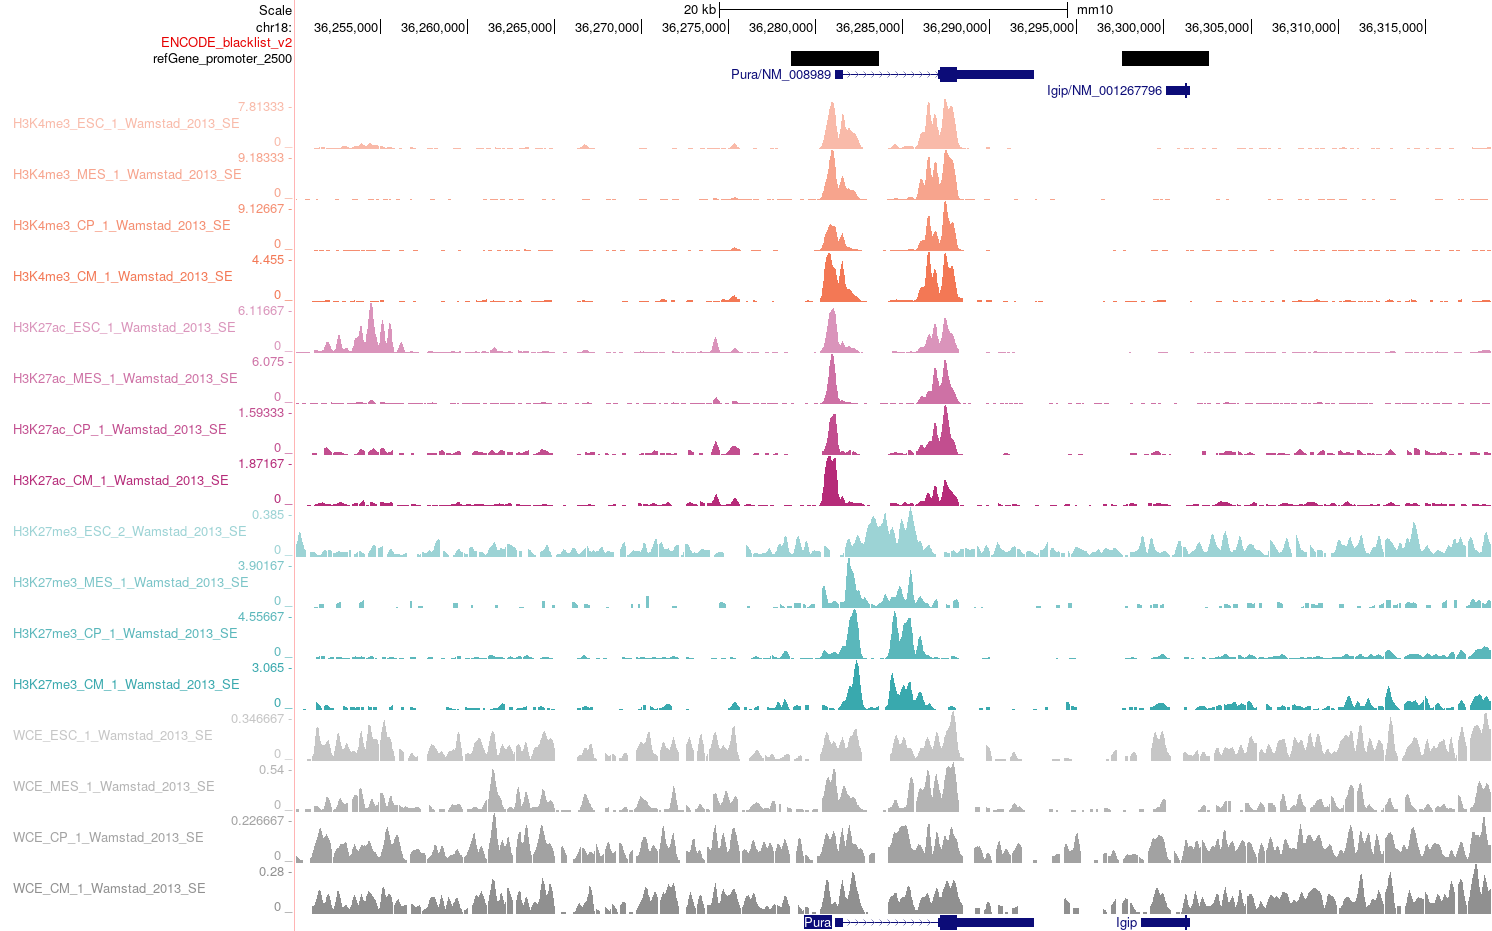 Scale 20 kb mm10
chr18: 36,255,000 36,260,000 36,265,000 36,270,000 36,275,000 36,280,000 36,285,000 36,290,000 36,295,000 36,300,000 36,305,000 36,310,000 36,315,000
ENCODE_blacklist_v2
refGene_promoter_2500
Pura/NM_008989
Igip/NM_001267796
7.81333 -
H3K4me3_ESC_1_Wamstad_2013_SE
0 _
9.18333 -
H3K4me3_MES_1_Wamstad_2013_SE
0 _
9.12667 -
H3K4me3_CP_1_Wamstad_2013_SE
0 _
4.455 -
H3K4me3_CM_1_Wamstad_2013_SE
0 _
6.11667 -
H3K27ac_ESC_1_Wamstad_2013_SE
0 _
6.075 -
H3K27ac_MES_1_Wamstad_2013_SE
0 _
1.59333 -
H3K27ac_CP_1_Wamstad_2013_SE
0 _
1.87167 -
H3K27ac_CM_1_Wamstad_2013_SE
0 _
0.385 -
H3K27me3_ESC_2_Wamstad_2013_SE
0 _
3.90167 -
H3K27me3_MES_1_Wamstad_2013_SE
0 _
4.55667 -
H3K27me3_CP_1_Wamstad_2013_SE
0 _
3.065 -
H3K27me3_CM_1_Wamstad_2013_SE
0 _
0.346667 -
WCE_ESC_1_Wamstad_2013_SE
0 _
0.54 -
WCE_MES_1_Wamstad_2013_SE
0 _
0.226667 -
WCE_CP_1_Wamstad_2013_SE
0 _
0.28 -
WCE_CM_1_Wamstad_2013_SE
0 _
Pura Igip